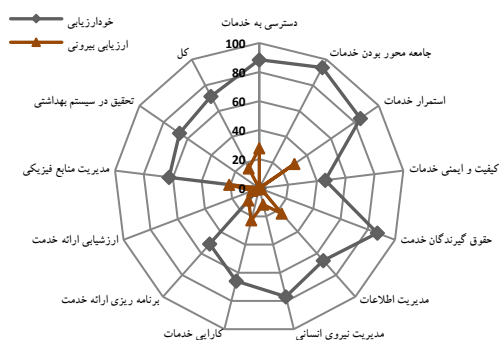 خودارزیابی
ارزیابی بیرونی
دسترسی به خدمات
جامعه محور بودن خدمات
استمرار خدمات
کیفیت و ایمنی خدمات
حقوق گیرندگان خدمت
مدیریت اطلاعات
مدیریت نیروی انسانی
کارایی خدمات
برنامه ریزی ارائه خدمت
ارزشیابی ارائه خدمت
مدیریت منابع فیزیکی
تحقیق در سیستم بهداشتی
کل
100
80
60
40
20
0